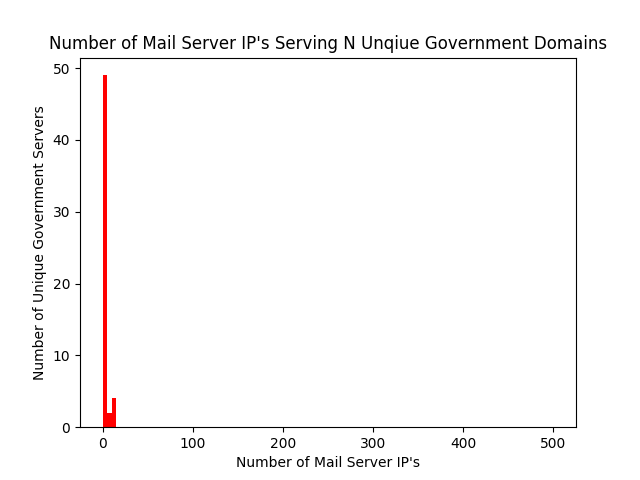 Number of Mail Server IP's Serving N Unqiue Government Domains
Number of Unique Government Servers
50
40
30
20
10
0
0 100 200 300 400 500
Number of Mail Server IP's